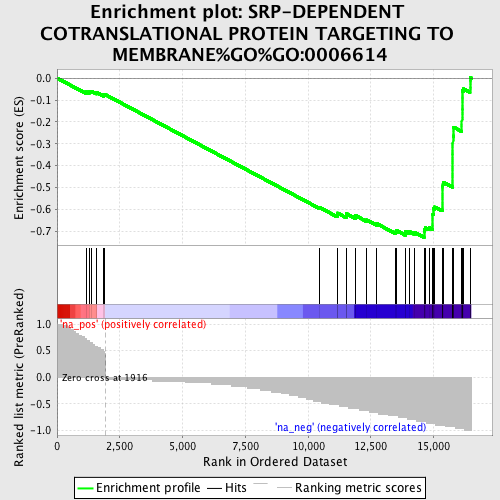 Enrichment plot: SRP-DEPENDENT
COTRANSLATIONAL PROTEIN TARGETING TO
MEMBRANE%GO%GO:0006614
Enrichment score (ES)
0.0
-0.1
-0.2
-0.3
-0.4
-0.5
-0.6
-0.7
Ranked list metric (PreRanked)
1.0
0.5
0.0
-0.5
-1.0
'na_pos' (positively correlated)
Zero cross at 1916
'na_neg' (negatively correlated)
0 2,500 5,000 7,500 10,000 12,500 15,000
Rank in Ordered Dataset
Enrichment profile Hits Ranking metric scores